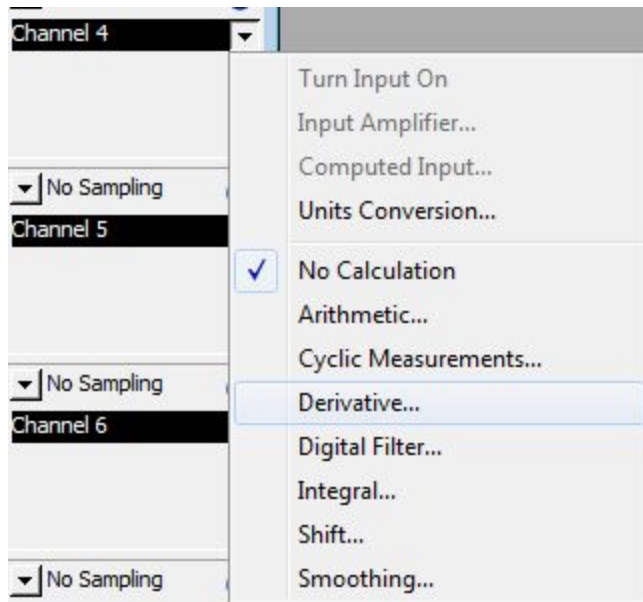 Channel 4
Turn Input On
Input Amplifier...
Computed Input...
Units Conversion...
No Calculation
Arithmetic...
Cyclic Measurements...
Derivative...
Digital Filter...
Integral...
Shift...
Smoothing...
No Sampling
Channel 5
No Sampling
Channel 6
No Sampling